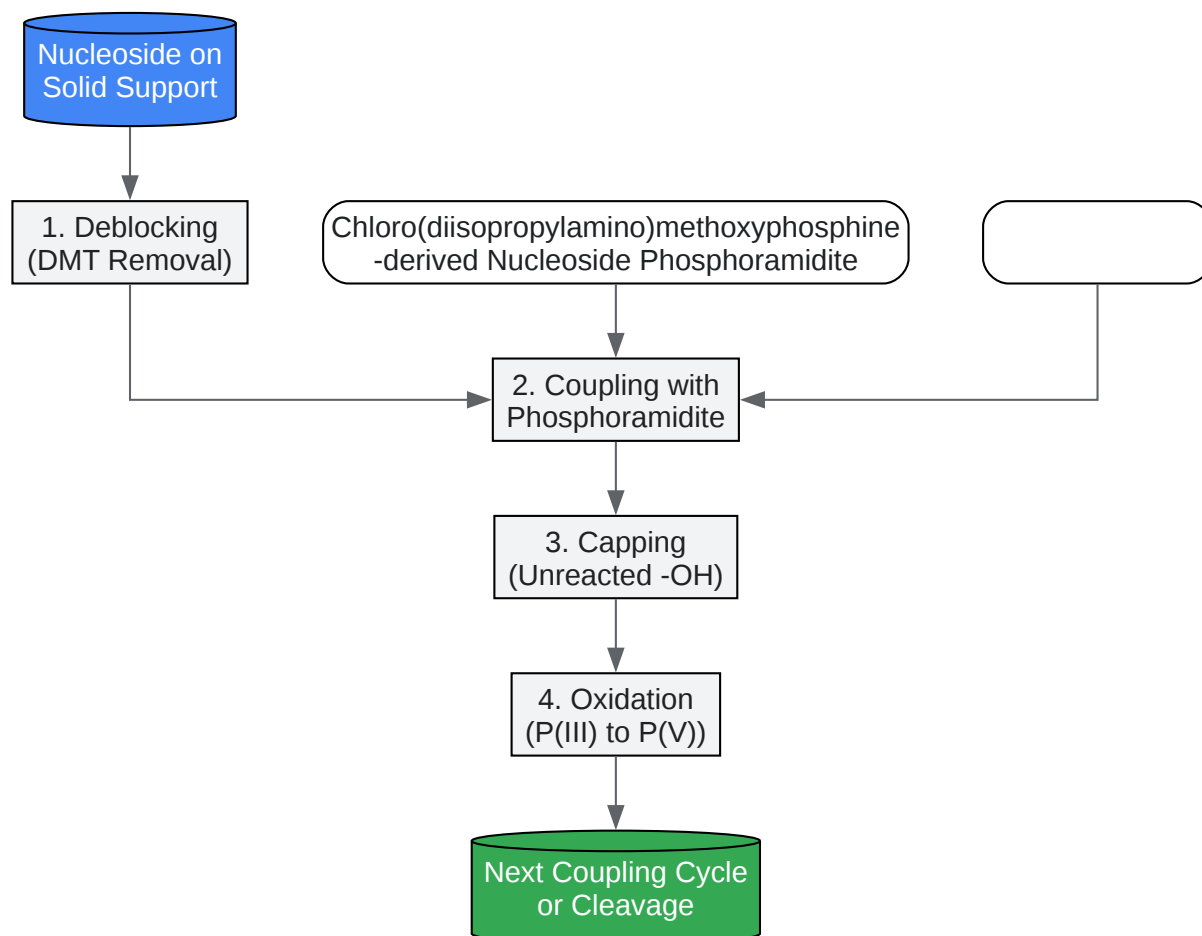 Nucleoside on
Solid Support
1. Deblocking
(DMT Removal)
Chloro(diisopropylamino)methoxyphosphine
-derived Nucleoside Phosphoramidite
2. Coupling with
Phosphoramidite
3. Capping
(Unreacted -OH)
4. Oxidation
(P(III) to P(V))
Next Coupling Cycle
or Cleavage